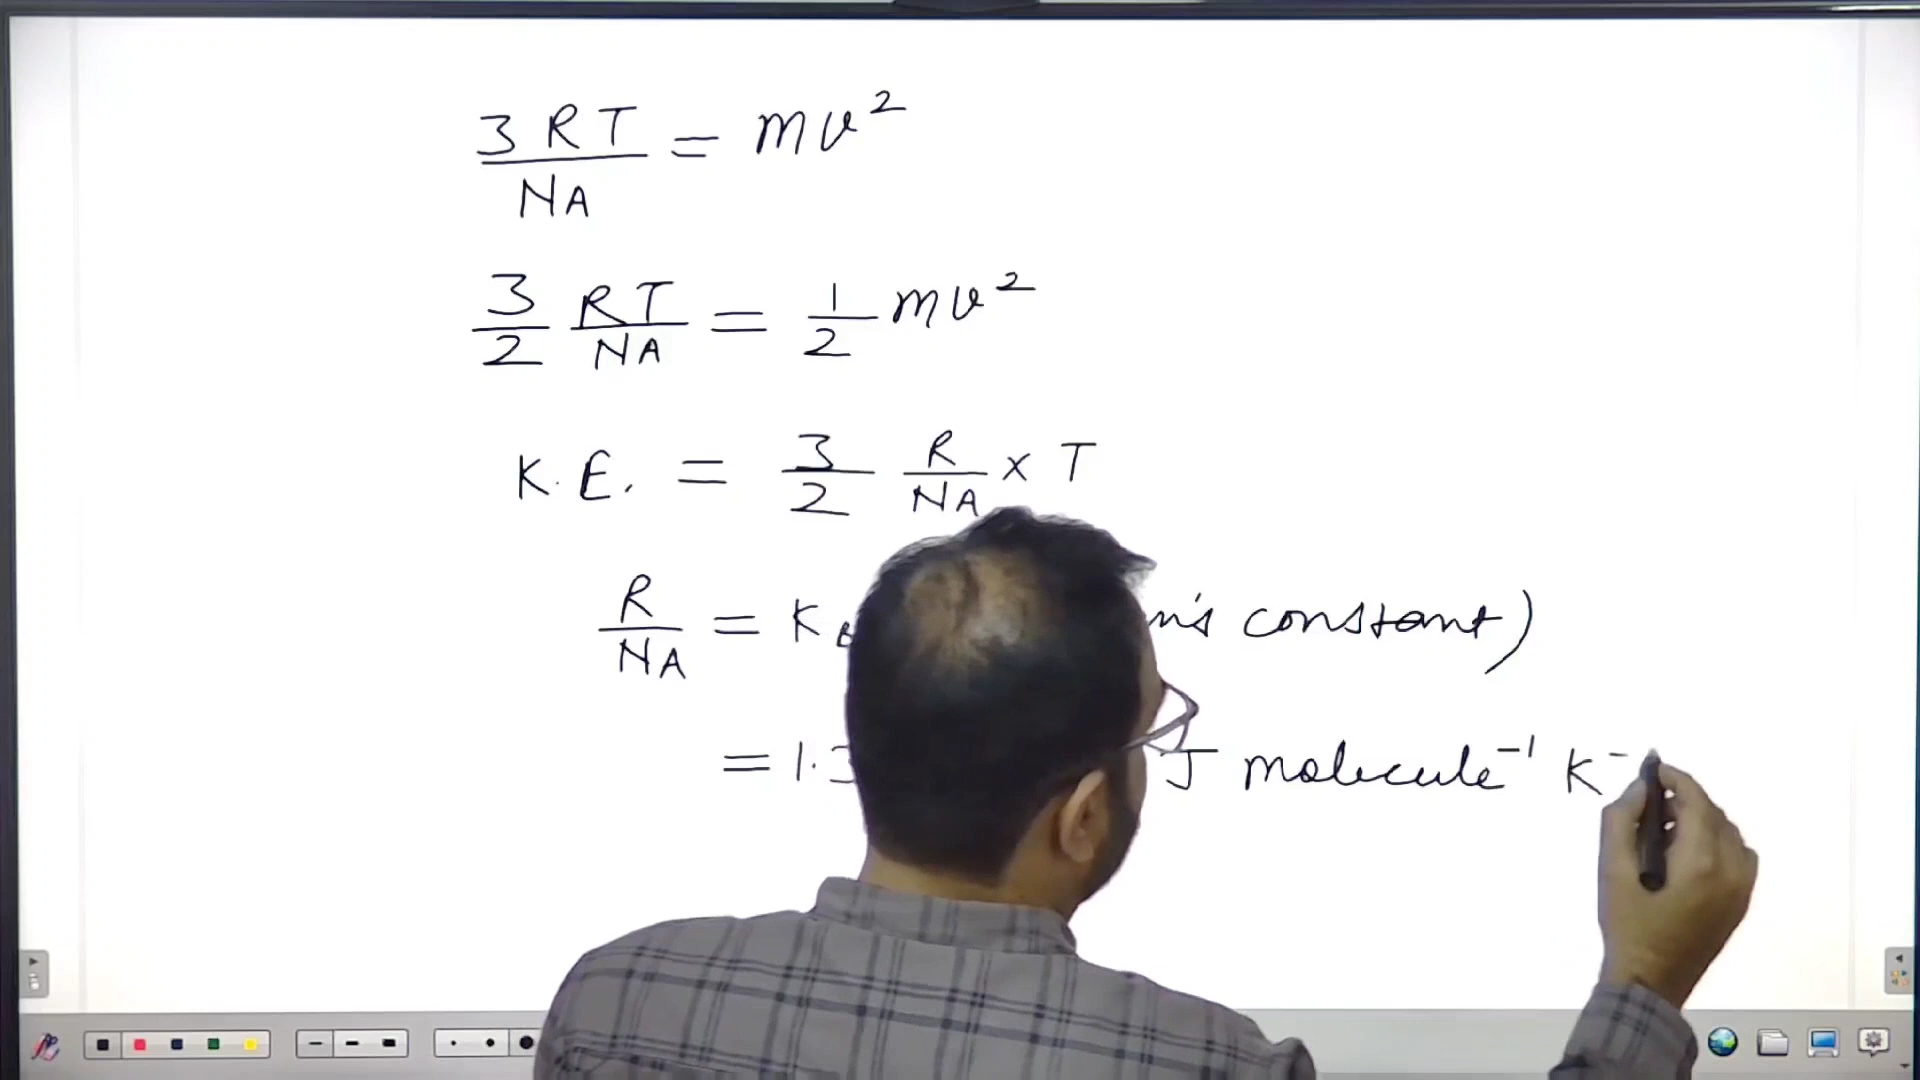 3 RT / NA = mv²
3/2 RT/NA = 1/2 mv²
K.E. = 3/2 R/NA × T
R/NA = K constant)
= 1.3 J molecule⁻¹ K⁻